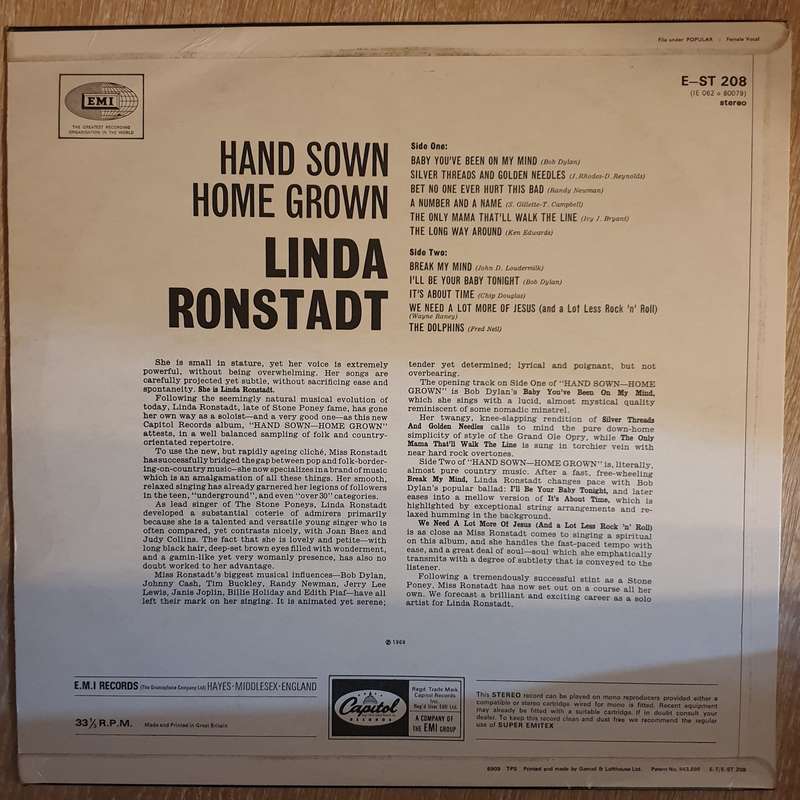 File under POPULAR : Female Vocal
E–ST 208
(1E 062 o 80079)
stereo
EMI
THE GREATEST RECORDING
ORGANISATION IN THE WORLD
HAND SOWN
HOME GROWN
LINDA
RONSTADT
Side One:
BABY YOU'VE BEEN ON MY MIND (Bob Dylan)
SILVER THREADS AND GOLDEN NEEDLES (J. Rhodes-D. Reynolds)
BET NO ONE EVER HURT THIS BAD (Randy Newman)
A NUMBER AND A NAME (S. Gillette-T. Campbell)
THE ONLY MAMA THAT'LL WALK THE LINE (Ivy J. Bryant)
THE LONG WAY AROUND (Ken Edwards)
Side Two:
BREAK MY MIND (John D. Loudermilk)
I'LL BE YOUR BABY TONIGHT (Bob Dylan)
IT'S ABOUT TIME (Chip Douglas)
WE NEED A LOT MORE OF JESUS (and a Lot Less Rock 'n' Roll)
(Wayne Raney)
THE DOLPHINS (Fred Neil)
She is small in stature, yet her voice is extremely
powerful, without being overwhelming. Her songs are
carefully projected yet subtle, without sacrificing ease and
spontaneity. She is Linda Ronstadt.
Following the seemingly natural musical evolution of
today, Linda Ronstadt, late of Stone Poney fame, has gone
her own way as a soloist—and a very good one—as this new
Capitol Records album, "HAND SOWN—HOME GROWN"
attests, in a well balanced sampling of folk and country-
orientated repertoire.
To use the new, but rapidly ageing cliché, Miss Ronstadt
has successfully bridged the gap between pop and folk-border-
ing-on-country music—she now specializes in a brand of music
which is an amalgamation of all these things. Her smooth,
relaxed singing has already garnered her legions of followers
in the teen, "underground", and even "over 30" categories.
As lead singer of The Stone Poneys, Linda Ronstadt
developed a substantial coterie of admirers primarily
because she is a talented and versatile young singer who is
often compared, yet contrasts nicely, with Joan Baez and
Judy Collins. The fact that she is lovely and petite—with
long black hair, deep-set brown eyes filled with wonderment,
and a gamin-like yet very womanly presence, has also no
doubt worked to her advantage.
Miss Ronstadt's biggest musical influences—Bob Dylan,
Johnny Cash, Tim Buckley, Randy Newman, Jerry Lee
Lewis, Janis Joplin, Billie Holiday and Edith Piaf—have all
left their mark on her singing. It is animated yet serene;
tender yet determined; lyrical and poignant, but not
overbearing.
The opening track on Side One of "HAND SOWN—HOME
GROWN" is Bob Dylan's Baby You've Been On My Mind,
which she sings with a lucid, almost mystical quality
reminiscent of some nomadic minstrel.
Her twangy, knee-slapping rendition of Silver Threads
And Golden Needles calls to mind the pure down-home
simplicity of style of the Grand Ole Opry, while The Only
Mama That'll Walk The Line is sung in torchier vein with
near hard rock overtones.
Side Two of "HAND SOWN—HOME GROWN" is, literally,
almost pure country music. After a fast, free-wheeling
Break My Mind, Linda Ronstadt changes pace with Bob
Dylan's popular ballad: I'll Be Your Baby Tonight, and later
eases into a mellow version of It's About Time, which is
highlighted by exceptional string arrangements and re-
laxed humming in the background.
We Need A Lot More Of Jesus (And a Lot Less Rock 'n' Roll)
is as close as Miss Ronstadt comes to singing a spiritual
on this album, and she handles the fast-paced tempo with
ease, and a great deal of soul—soul which she emphatically
transmits with a degree of subtlety that is conveyed to the
listener.
Following a tremendously successful stint as a Stone
Poney, Miss Ronstadt has now set out on a course all her
own. We forecast a brilliant and exciting career as a solo
artist for Linda Ronstadt.
℗ 1969
E.M.I RECORDS (The Gramophone Company Ltd) HAYES·MIDDLESEX·ENGLAND
33⅓ R.P.M. Made and Printed in Great Britain
Capitol
RECORDS
Regd Trade Mark
Capitol Records
Inc.
Reg'd User EMI Ltd.
A COMPANY OF
THE EMI GROUP
This STEREO record can be played on mono reproducers provided either a
compatible or stereo cartridge wired for mono is fitted. Recent equipment
may already be fitted with a suitable cartridge. If in doubt consult your
dealer. To keep this record clean and dust free we recommend the regular
use of SUPER EMITEX
6909 TPS Printed and made by Garrod & Lofthouse Ltd. Patent No. 943,895 E-T/E-ST 208